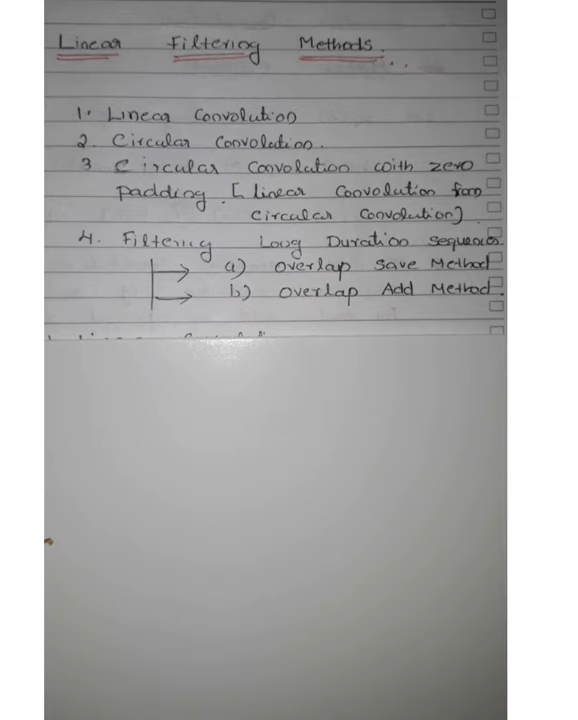 Linear Filtering Methods.
1. Linear Convolution
2. Circular Convolution.
3 Circular Convolution with zero
padding. [Linear Convolution from
Circular Convolution]
4. Filtering Long Duration Sequences
a) Overlap Save Method
b) Overlap Add Method.